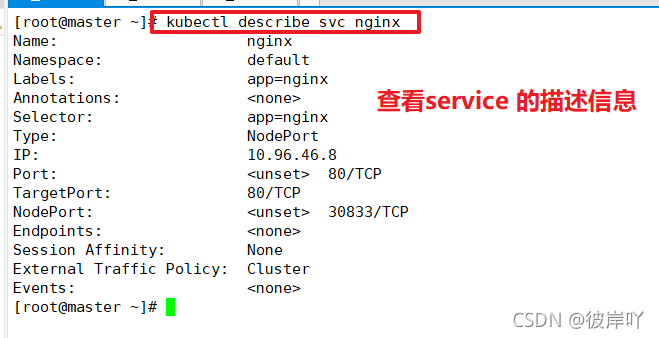 [root@master ~]# kubectl describe svc nginx
Name: nginx
Namespace: default
Labels: app=nginx
Annotations: <none>
Selector: app=nginx
Type: NodePort
IP: 10.96.46.8
Port: <unset> 80/TCP
TargetPort: 80/TCP
NodePort: <unset> 30833/TCP
Endpoints: <none>
Session Affinity: None
External Traffic Policy: Cluster
Events: <none>
[root@master ~]#
查看service 的描述信息
CSDN @彼岸吖